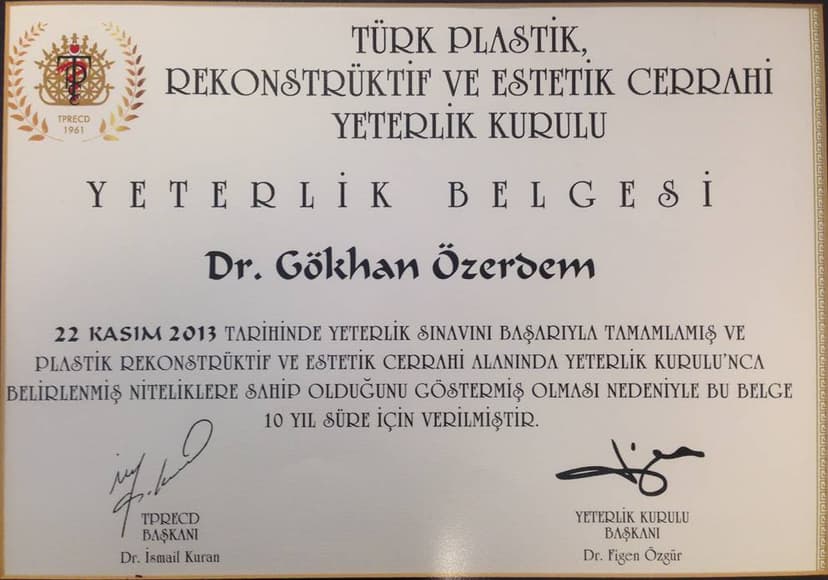 TPRECD
1961
TÜRK PLASTİK,
REKONSTRÜKTİF VE ESTETİK CERRAHİ
YETERLİK KURULU
YETERLİK BELGESİ
Dr. Gökhan Özerdem
22 KASIM 2013 TARİHİNDE YETERLİK SINAVINI BAŞARIYLA TAMAMLAMIŞ VE
PLASTİK REKONSTRÜKTİF VE ESTETİK CERRAHİ ALANINDA YETERLİK KURULU'NCA
BELİRLENMİŞ NİTELİKLERE SAHİP OLDUĞUNU GÖSTERMİŞ OLMASI NEDENİYLE BU BELGE
10 YIL SÜRE İÇİN VERİLMİŞTİR.
TPRECD
BAŞKANI
Dr. İsmail Kuran
YETERLİK KURULU
BAŞKANI
Dr. Figen Özgür